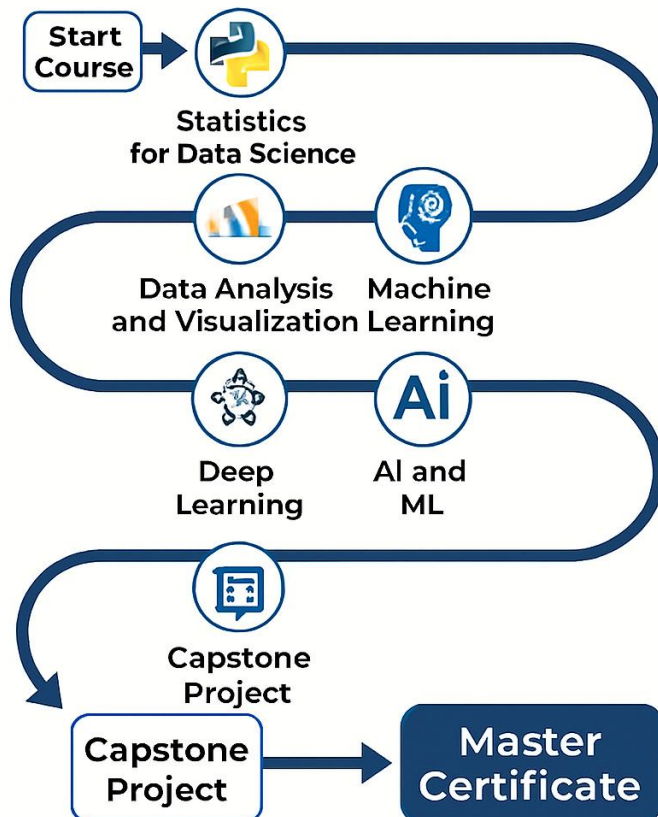 Start
Course
Statistics
for Data Science
Data Analysis
and Visualization
Machine
Learning
Deep
Learning
Ai
AI and
ML
Capstone
Project
Capstone
Project
Master
Certificate